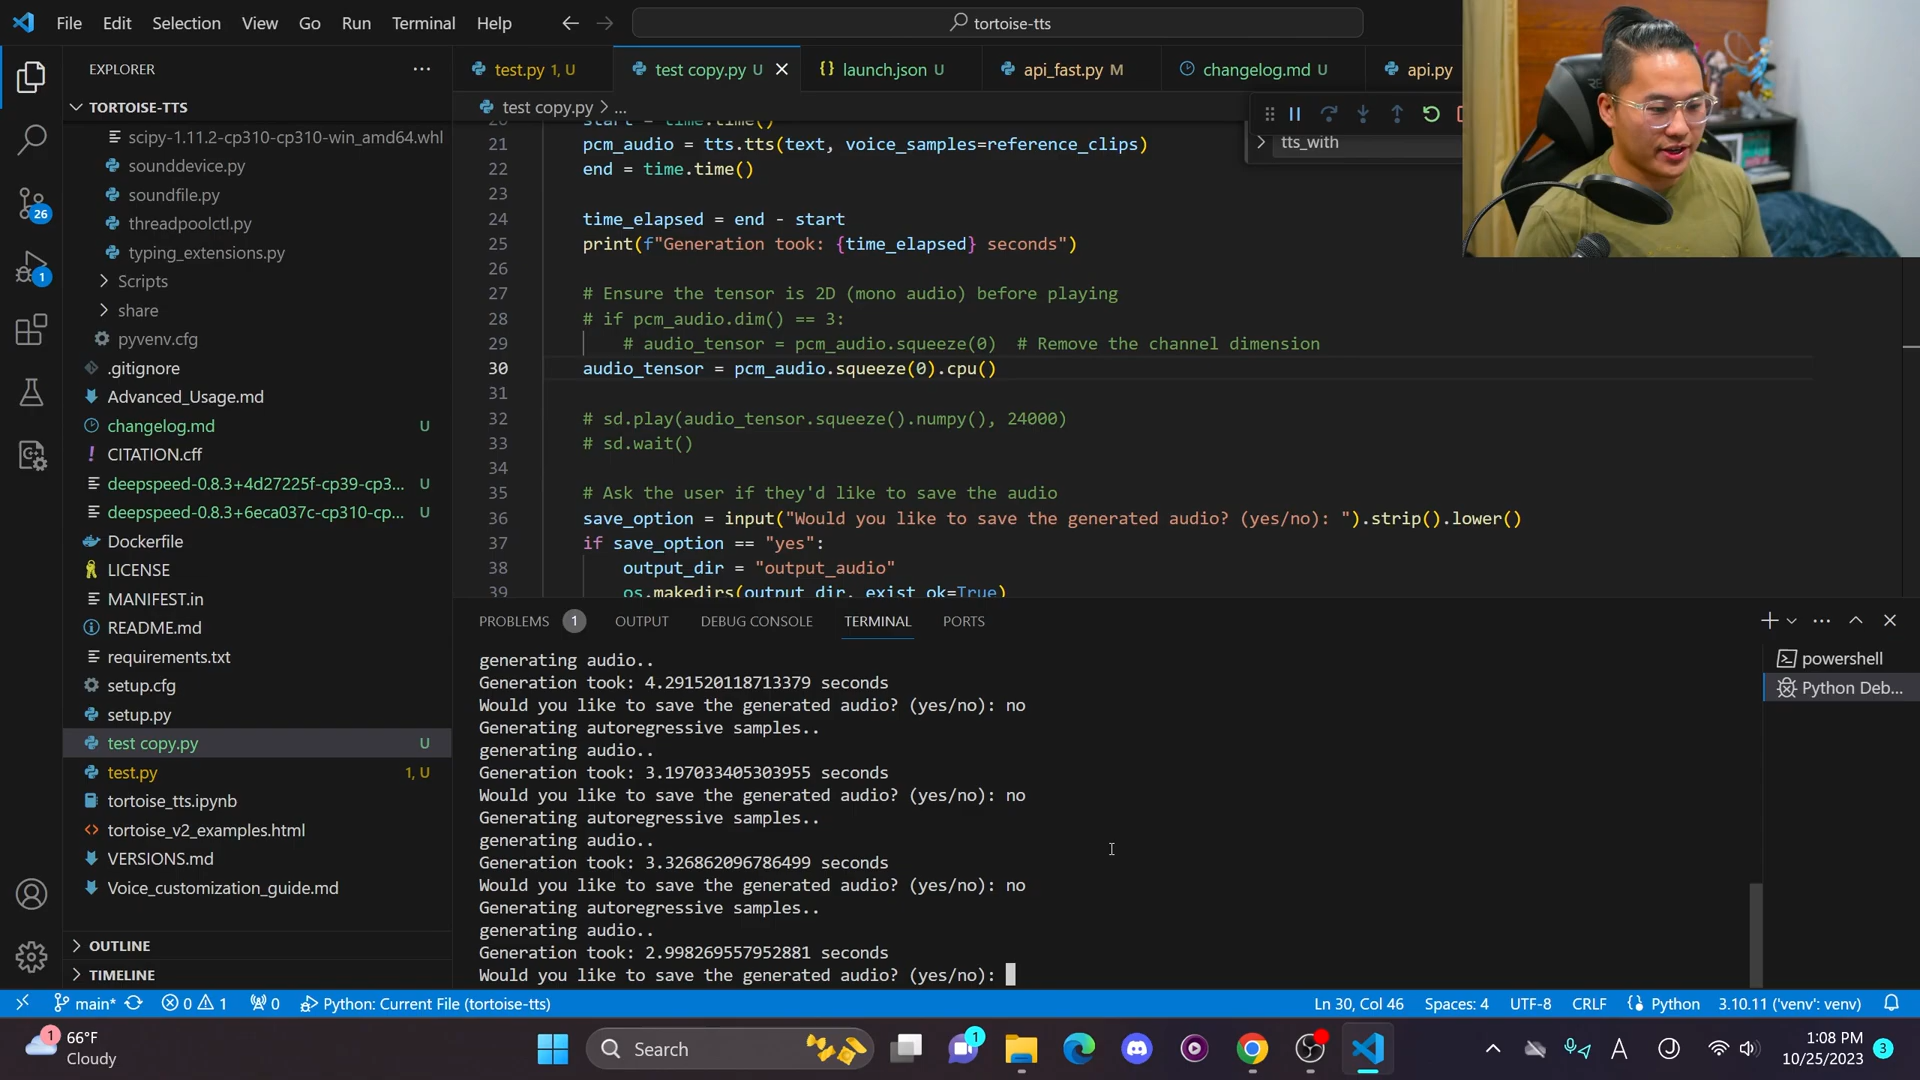 File Edit Selection View Go Run Terminal Help
tortoise-tts
EXPLORER
TORTOISE-TTS
scipy-1.11.2-cp310-cp310-win_amd64.whl
sounddevice.py
soundfile.py
threadpoolctl.py
typing_extensions.py
Scripts
share
pyvenv.cfg
.gitignore
Advanced_Usage.md
changelog.md U
CITATION.cff
deepspeed-0.8.3+4d27225f-cp39-cp3... U
deepspeed-0.8.3+6eca037c-cp310-cp... U
Dockerfile
LICENSE
MANIFEST.in
README.md
requirements.txt
setup.cfg
setup.py
test copy.py U
test.py 1, U
tortoise_tts.ipynb
tortoise_v2_examples.html
VERSIONS.md
Voice_customization_guide.md
OUTLINE
TIMELINE
26
1
test.py 1, U test copy.py U launch.json U api_fast.py M changelog.md U api.py
test copy.py > ...
tts_with
start = time.time()
21 pcm_audio = tts.tts(text, voice_samples=reference_clips)
22 end = time.time()
23
24 time_elapsed = end - start
25 print(f"Generation took: {time_elapsed} seconds")
26
27 # Ensure the tensor is 2D (mono audio) before playing
28 # if pcm_audio.dim() == 3:
29 # audio_tensor = pcm_audio.squeeze(0) # Remove the channel dimension
30 audio_tensor = pcm_audio.squeeze(0).cpu()
31
32 # sd.play(audio_tensor.squeeze().numpy(), 24000)
33 # sd.wait()
34
35 # Ask the user if they'd like to save the audio
36 save_option = input("Would you like to save the generated audio? (yes/no): ").strip().lower()
37 if save_option == "yes":
38 output_dir = "output_audio"
39 os.makedirs(output_dir, exist_ok=True)
PROBLEMS 1 OUTPUT DEBUG CONSOLE TERMINAL PORTS
generating audio..
Generation took: 4.291520118713379 seconds
Would you like to save the generated audio? (yes/no): no
Generating autoregressive samples..
generating audio..
Generation took: 3.197033405303955 seconds
Would you like to save the generated audio? (yes/no): no
Generating autoregressive samples..
generating audio..
Generation took: 3.326862096786499 seconds
Would you like to save the generated audio? (yes/no): no
Generating autoregressive samples..
generating audio..
Generation took: 2.998269557952881 seconds
Would you like to save the generated audio? (yes/no):
powershell
Python Deb...
main* 0 1 0 Python: Current File (tortoise-tts) Ln 30, Col 46 Spaces: 4 UTF-8 CRLF Python 3.10.11 ('venv': venv)
1
66°F
Cloudy
Search
1
A
1:08 PM
10/25/2023
3